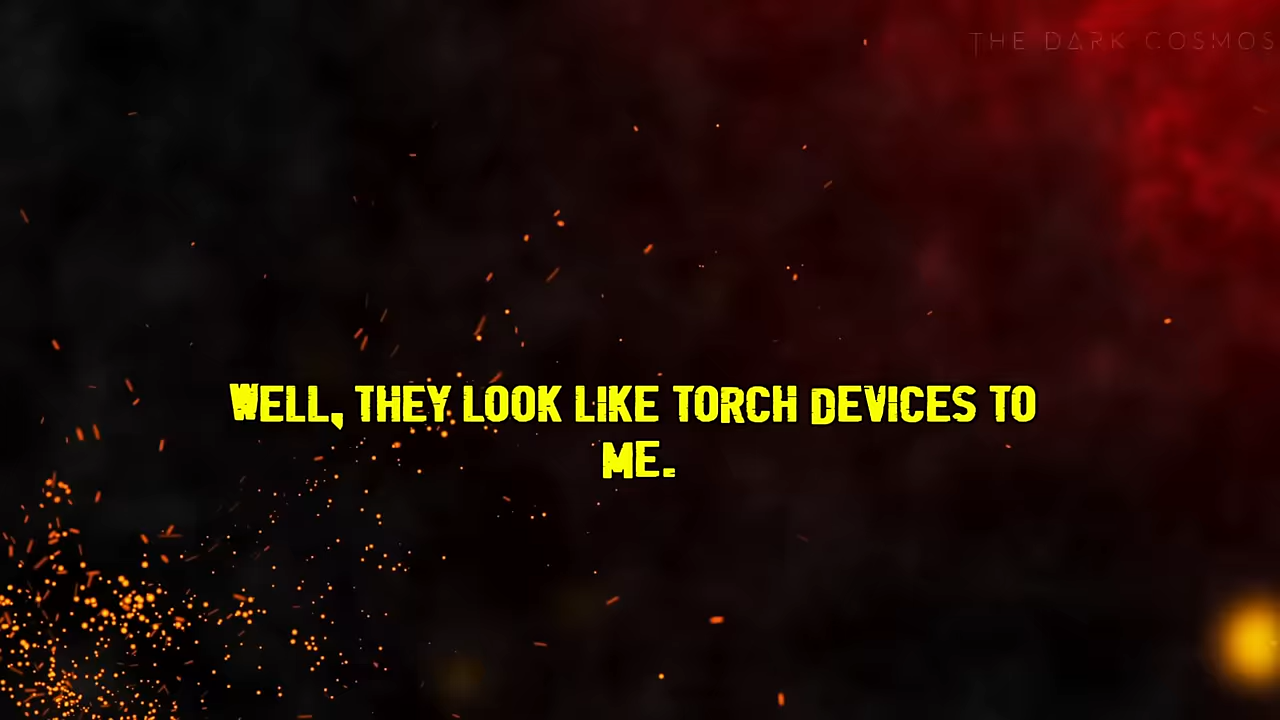 THE DARK COSMOS
WELL, THEY LOOK LIKE TORCH DEVICES TO
ME.